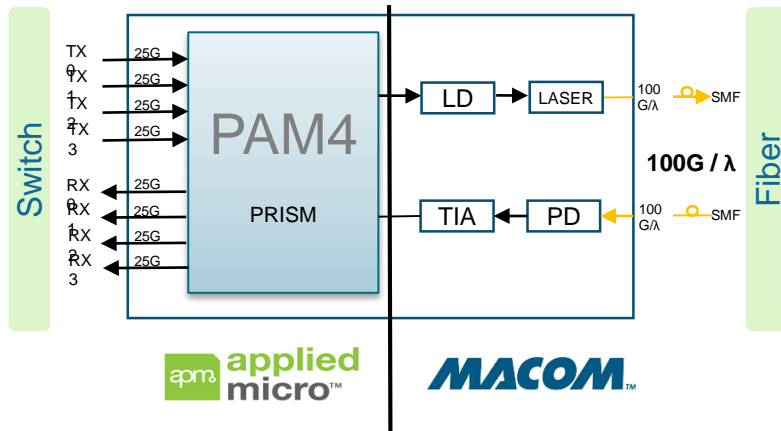 Switch
TX 0
25G
TX 1
25G
TX 2
25G
TX 3
25G
RX 0
25G
RX 1
25G
RX 2
25G
RX 3
25G
PAM4
PRISM
LD
LASER
100
G/λ
SMF
100G / λ
TIA
PD
100
G/λ
SMF
Fiber
apm
applied
micro™
MACOM™